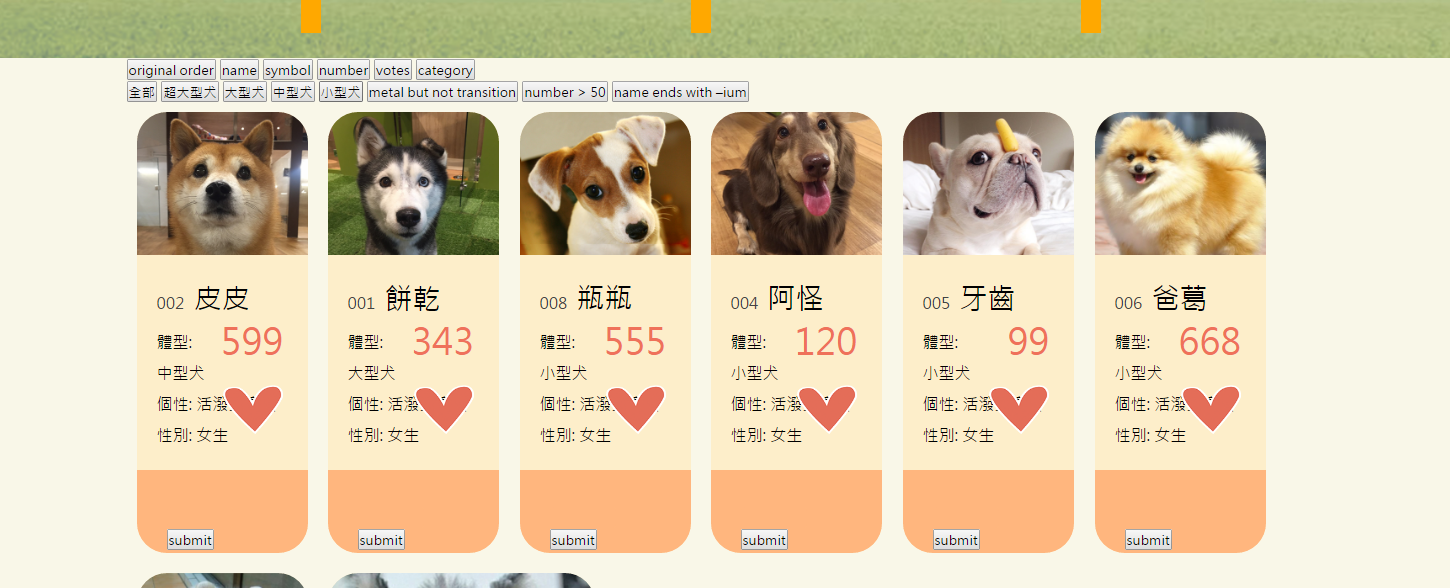 original order name symbol number votes category
全部 超大型犬 大型犬 中型犬 小型犬 metal but not transition number > 50 name ends with –ium
002 皮皮
體型: 599
中型犬
個性: 活潑
性別: 女生
submit
001 餅乾
體型: 343
大型犬
個性: 活潑
性別: 女生
submit
008 瓶瓶
體型: 555
小型犬
個性: 活潑
性別: 女生
submit
004 阿怪
體型: 120
小型犬
個性: 活潑
性別: 女生
submit
005 牙齒
體型: 99
小型犬
個性: 活潑
性別: 女生
submit
006 爸葛
體型: 668
小型犬
個性: 活潑
性別: 女生
submit